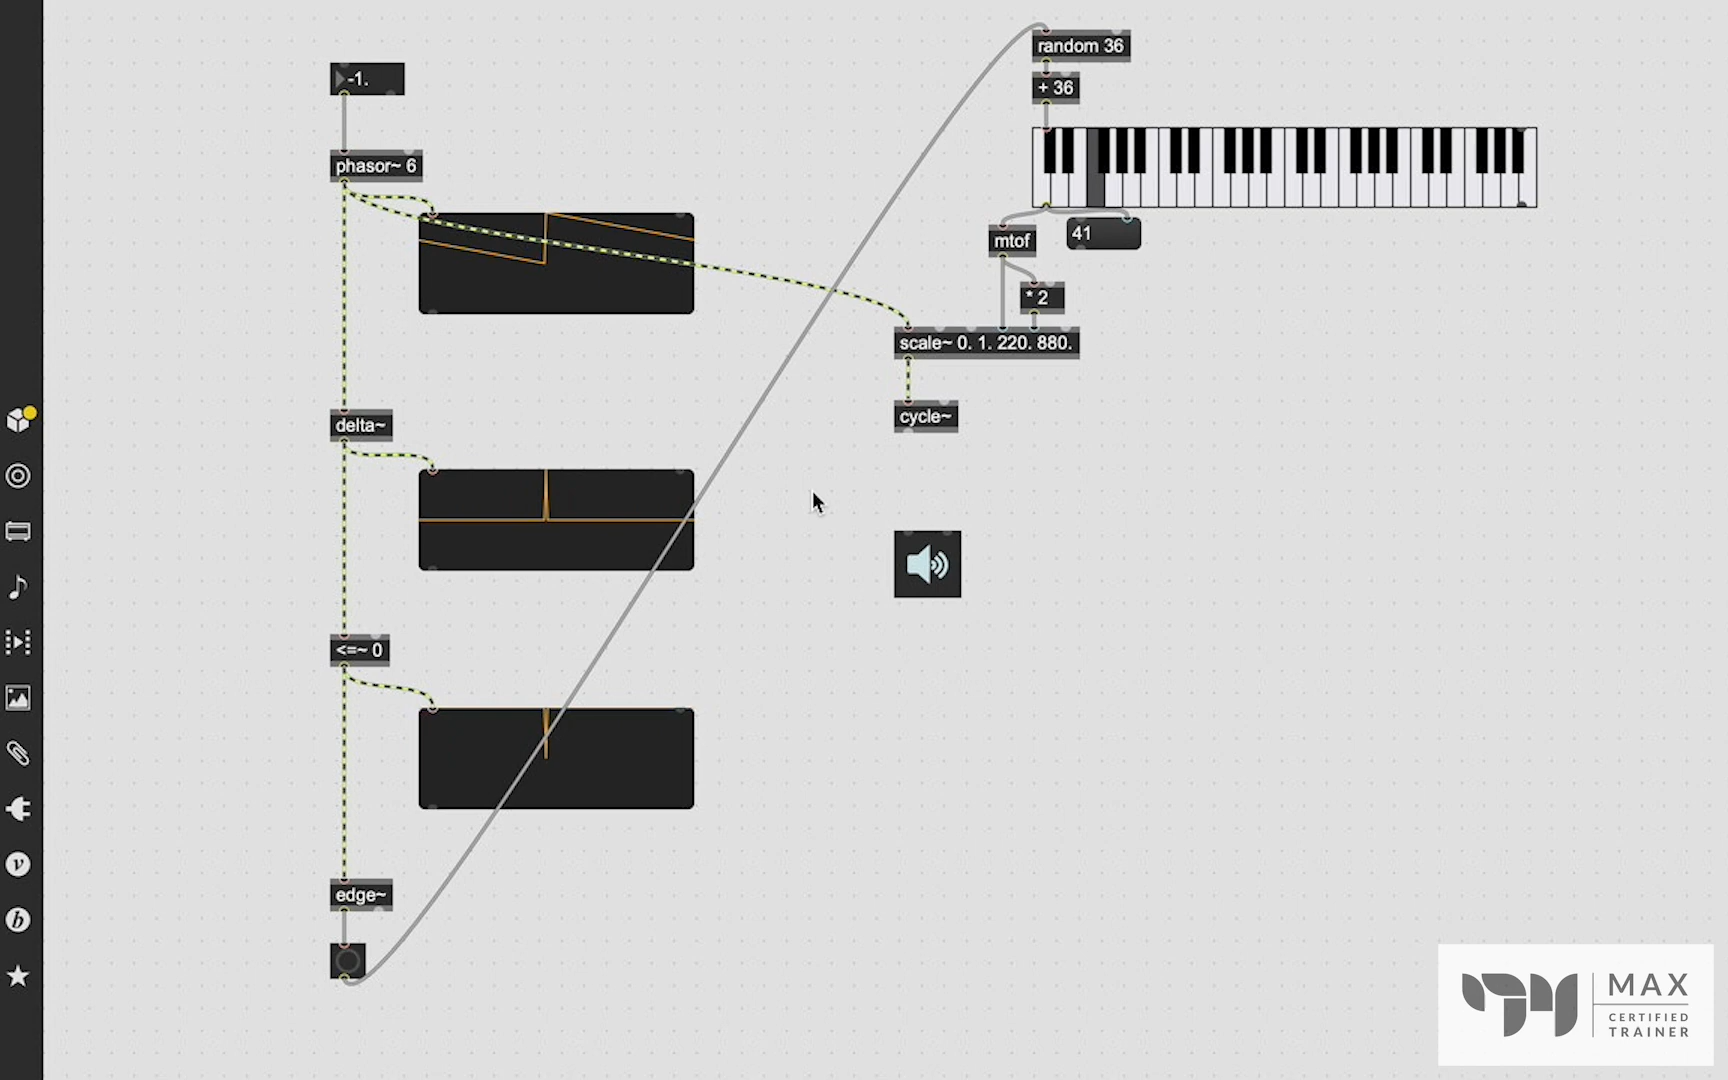 random 36
-1.
+ 36
phasor~ 6
41
mtof
* 2
scale~ 0. 1. 220. 880.
cycle~
delta~
<=~ 0
edge~
v
b
MAX
CERTIFIED
TRAINER